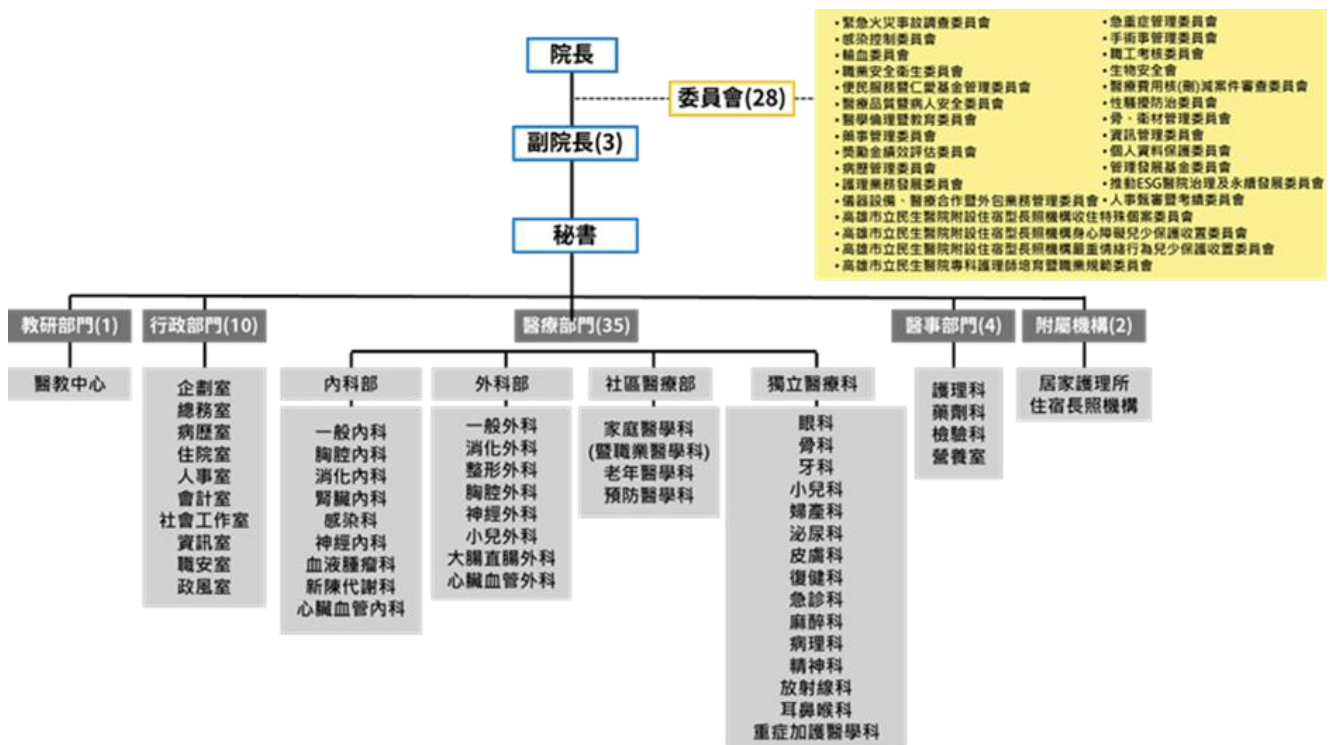 院長
委員會(28)
副院長(3)
秘書
•緊急火災事故調查委員會
•感染控制委員會
•輸血委員會
•職業安全衛生委員會
•便民服務暨仁愛基金管理委員會
•醫療品質暨病人安全委員會
•醫學倫理暨教育委員會
•藥事管理委員會
•獎勵金績效評估委員會
•病歷管理委員會
•護理業務發展委員會
•儀器設備、醫療合作暨外包業務管理委員會
•急重症管理委員會
•手術事管理委員會
•職工考核委員會
•生物安全會
•醫療費用核(刪)減案件審查委員會
•性騷擾防治委員會
•骨、衛材管理委員會
•資訊管理委員會
•個人資料保護委員會
•管理發展基金委員會
•推動ESG醫院治理及永續發展委員會
•人事甄審暨考績委員會
•高雄市立民生醫院附設住宿型長照機構收住特殊個案委員會
•高雄市立民生醫院附設住宿型長照機構身心障礙兒少保護收置委員會
•高雄市立民生醫院附設住宿型長照機構嚴重情緒行為兒少保護收置委員會
•高雄市立民生醫院專科護理師培育暨職業規範委員會
教研部門(1)
醫教中心
行政部門(10)
企劃室
總務室
病歷室
住院室
人事室
會計室
社會工作室
資訊室
職安室
政風室
醫療部門(35)
內科部
一般內科
胸腔內科
消化內科
腎臟內科
感染科
神經內科
血液腫瘤科
新陳代謝科
心臟血管內科
外科部
一般外科
消化外科
整形外科
胸腔外科
神經外科
小兒外科
大腸直腸外科
心臟血管外科
社區醫療部
家庭醫學科
(暨職業醫學科)
老年醫學科
預防醫學科
獨立醫療科
眼科
骨科
牙科
小兒科
婦產科
泌尿科
皮膚科
復健科
急診科
麻醉科
病理科
精神科
放射線科
耳鼻喉科
重症加護醫學科
醫事部門(4)
護理科
藥劑科
檢驗科
營養室
附屬機構(2)
居家護理所
住宿長照機構